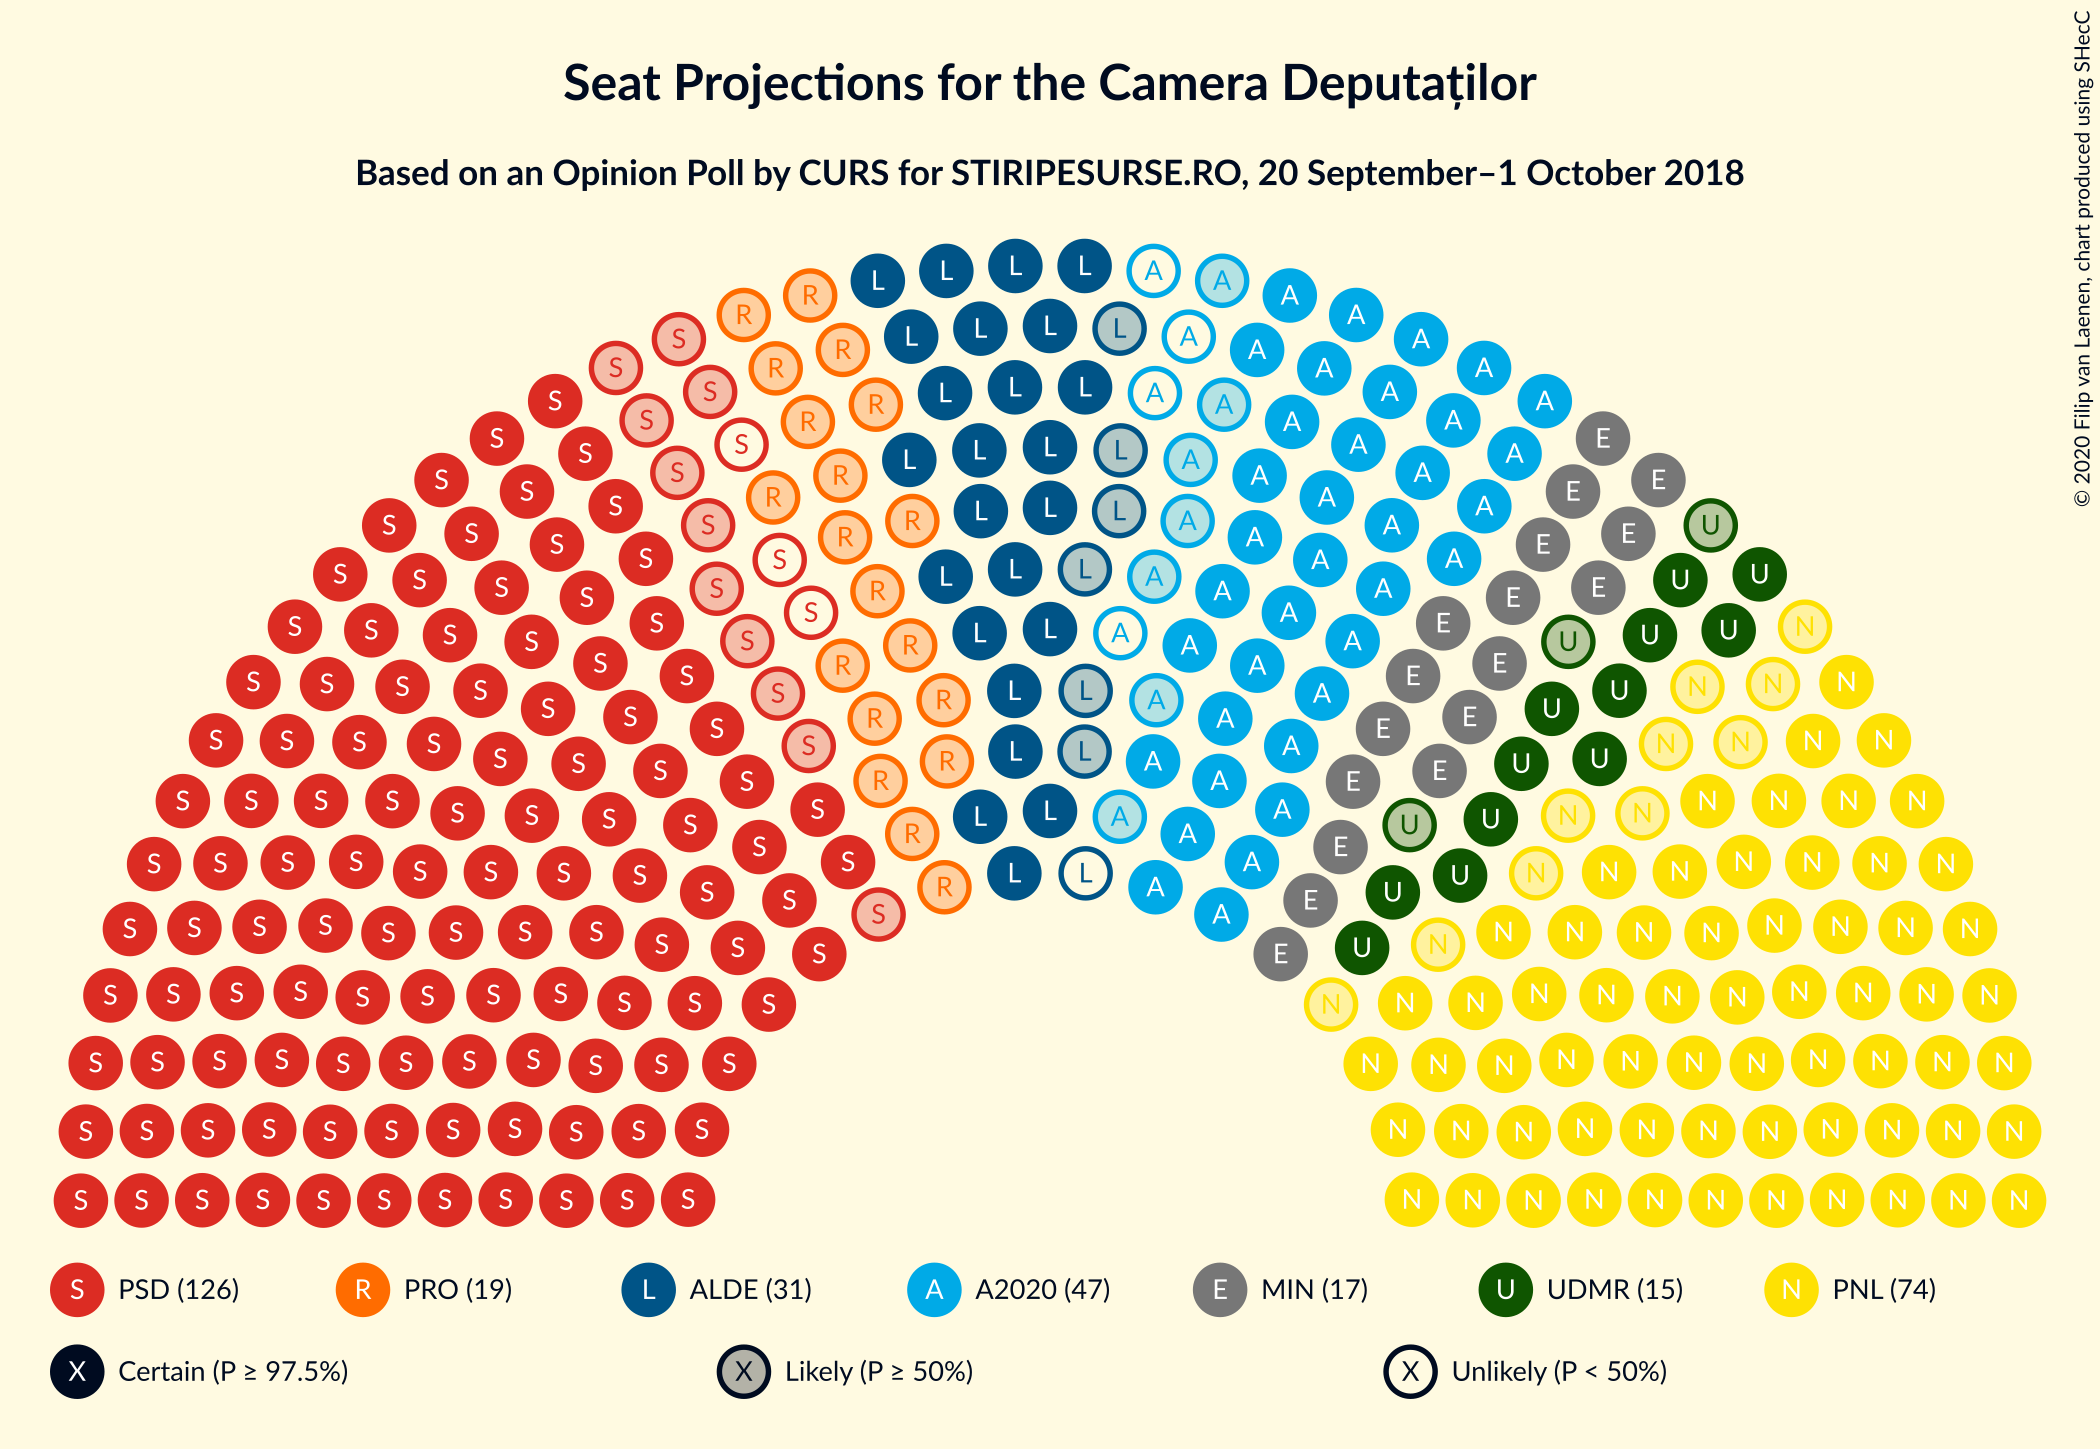 Seat Projections for the Camera Deputaților
Based on an Opinion Poll by CURS for STIRIPESURSE.RO, 20 September–1 October 2018
© 2020 Filip van Laenen, chart produced using SHecC
S PSD (126) R PRO (19) L ALDE (31) A A2020 (47) E MIN (17) U UDMR (15) N PNL (74)
X Certain (P ≥ 97.5%) X Likely (P ≥ 50%) X Unlikely (P < 50%)